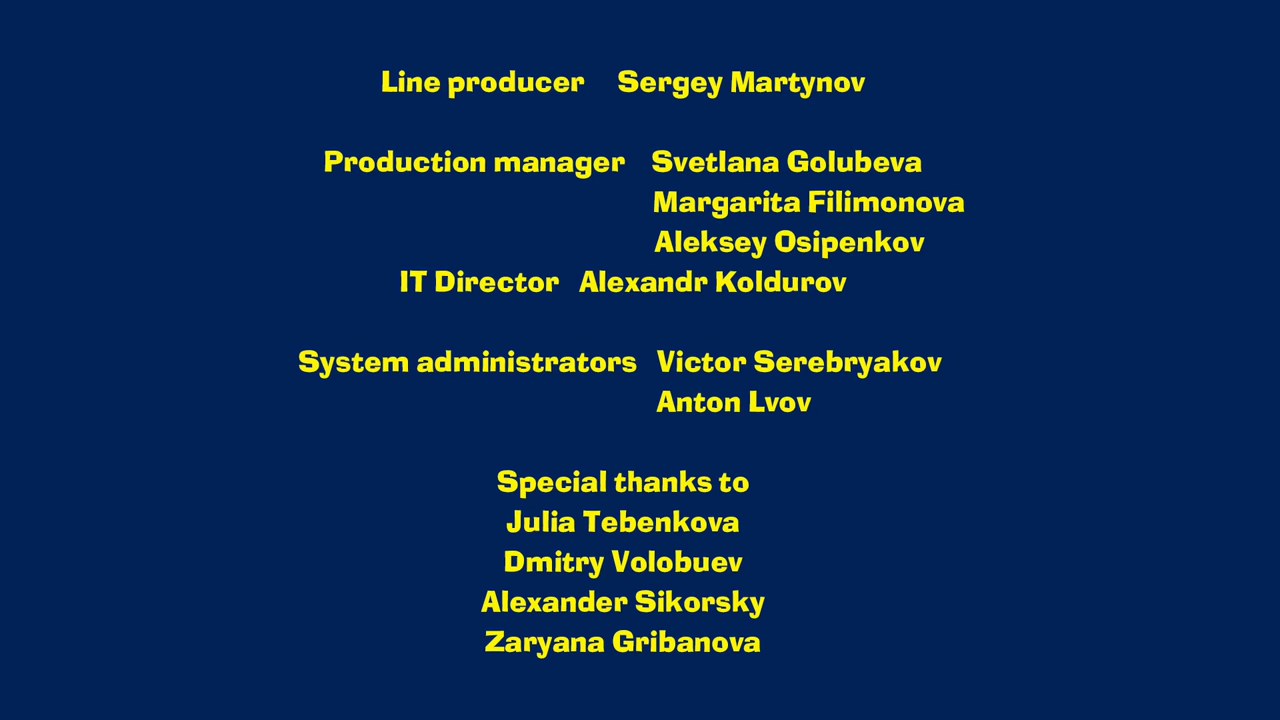 Line producer Sergey Martynov
Production manager Svetlana Golubeva
Margarita Filimonova
Aleksey Osipenkov
IT Director Alexandr Koldurov
System administrators Victor Serebryakov
Anton Lvov
Special thanks to
Julia Tebenkova
Dmitry Volobuev
Alexander Sikorsky
Zaryana Gribanova